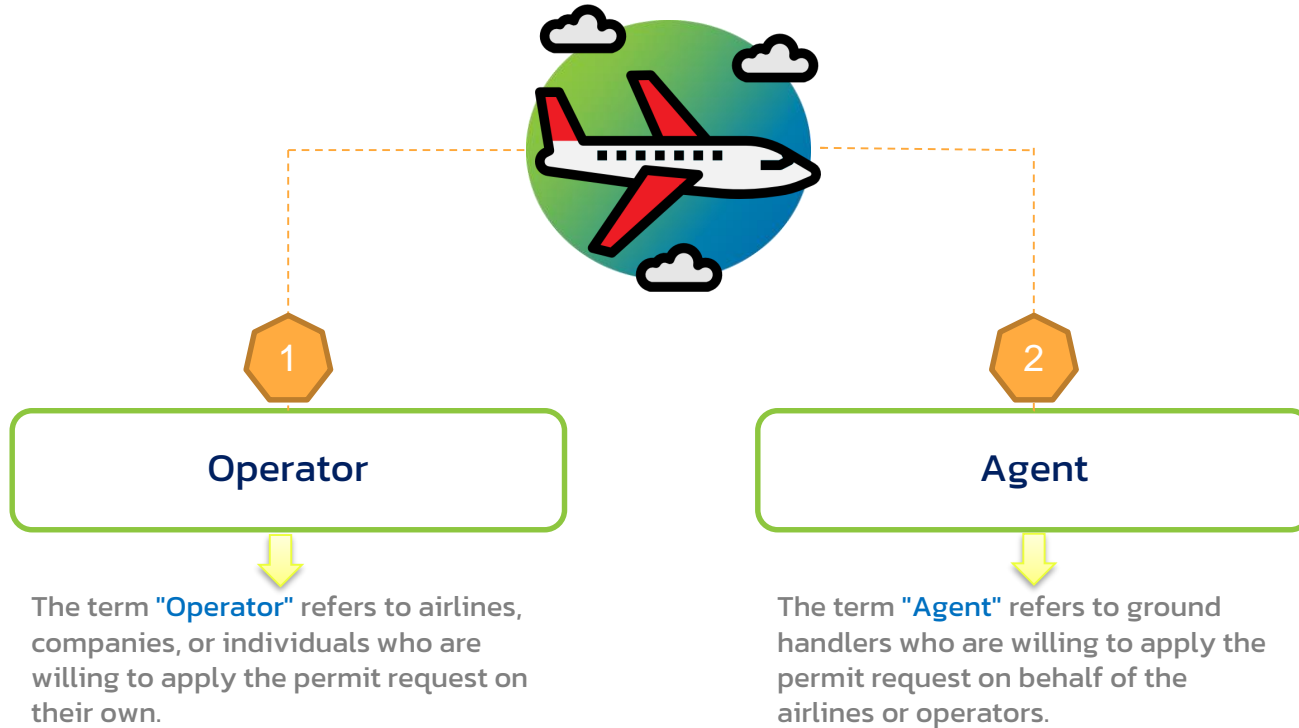 1
Operator
The term "Operator" refers to airlines,
companies, or individuals who are
willing to apply the permit request on
their own.
2
Agent
The term "Agent" refers to ground
handlers who are willing to apply the
permit request on behalf of the
airlines or operators.